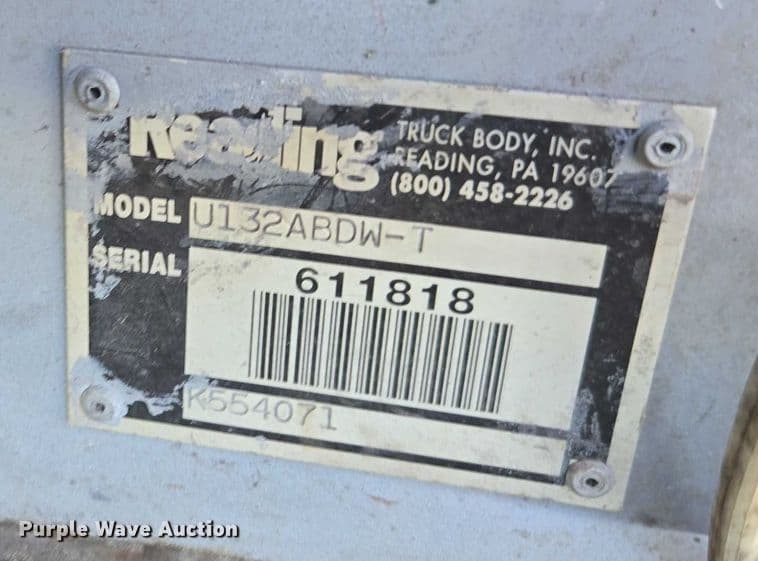 Reading
TRUCK BODY, INC.
READING, PA 19607
(800) 458-2226
MODEL U132ABDW-T
SERIAL
611818
K554071
Purple Wave Auction